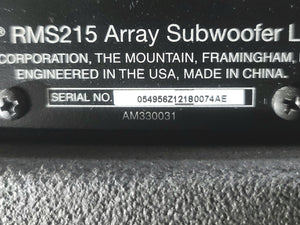 ® RMS215 Array Subwoofer L
CORPORATION, THE MOUNTAIN, FRAMINGHAM,
ENGINEERED IN THE USA, MADE IN CHINA.
SERIAL NO. 054956Z12180074AE
AM330031